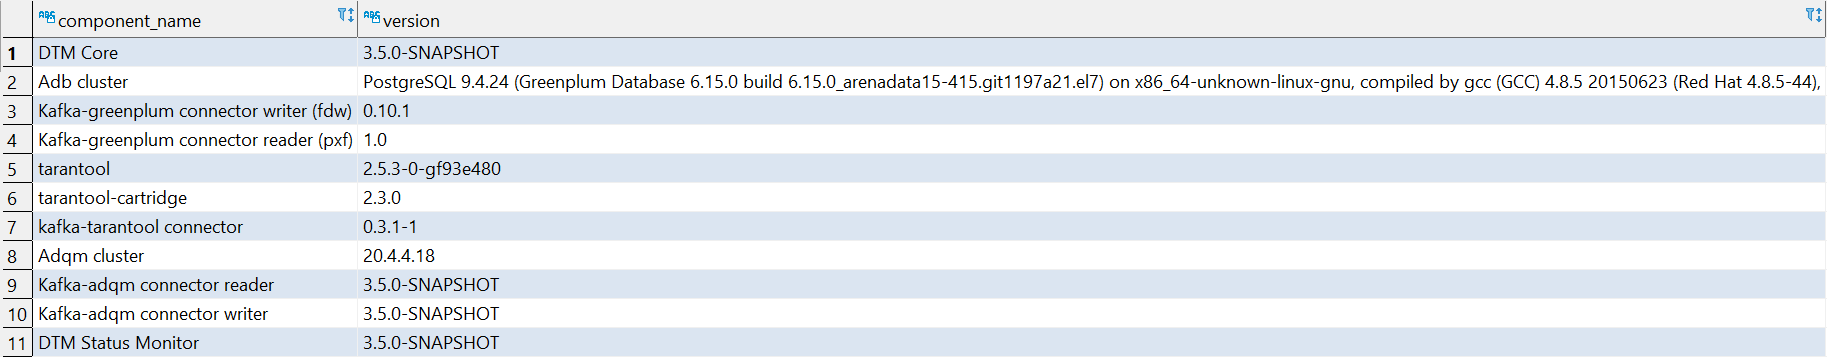 ABC component_name ABC version
1 DTM Core 3.5.0-SNAPSHOT
2 Adb cluster PostgreSQL 9.4.24 (Greenplum Database 6.15.0 build 6.15.0_arenadata15-415.git1197a21.el7) on x86_64-unknown-linux-gnu, compiled by gcc (GCC) 4.8.5 20150623 (Red Hat 4.8.5-44),
3 Kafka-greenplum connector writer (fdw) 0.10.1
4 Kafka-greenplum connector reader (pxf) 1.0
5 tarantool 2.5.3-0-gf93e480
6 tarantool-cartridge 2.3.0
7 kafka-tarantool connector 0.3.1-1
8 Adqm cluster 20.4.4.18
9 Kafka-adqm connector reader 3.5.0-SNAPSHOT
10 Kafka-adqm connector writer 3.5.0-SNAPSHOT
11 DTM Status Monitor 3.5.0-SNAPSHOT